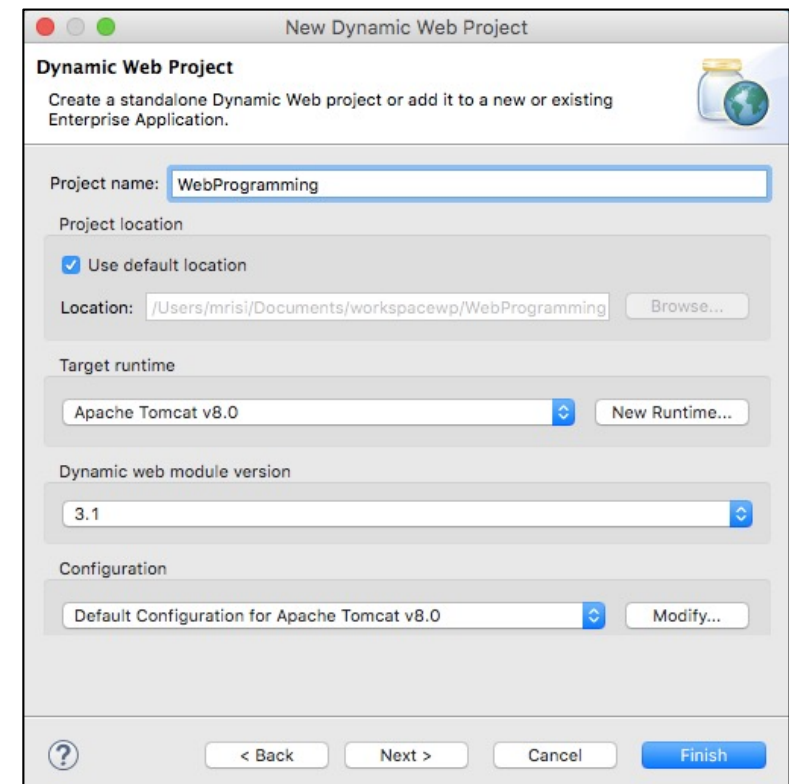 New Dynamic Web Project
Dynamic Web Project
Create a standalone Dynamic Web project or add it to a new or existing
Enterprise Application.
Project name: WebProgramming
Project location
Use default location
Location: /Users/mrisi/Documents/workspacewp/WebProgramming Browse...
Target runtime
Apache Tomcat v8.0 New Runtime...
Dynamic web module version
3.1
Configuration
Default Configuration for Apache Tomcat v8.0 Modify...
? < Back Next > Cancel Finish